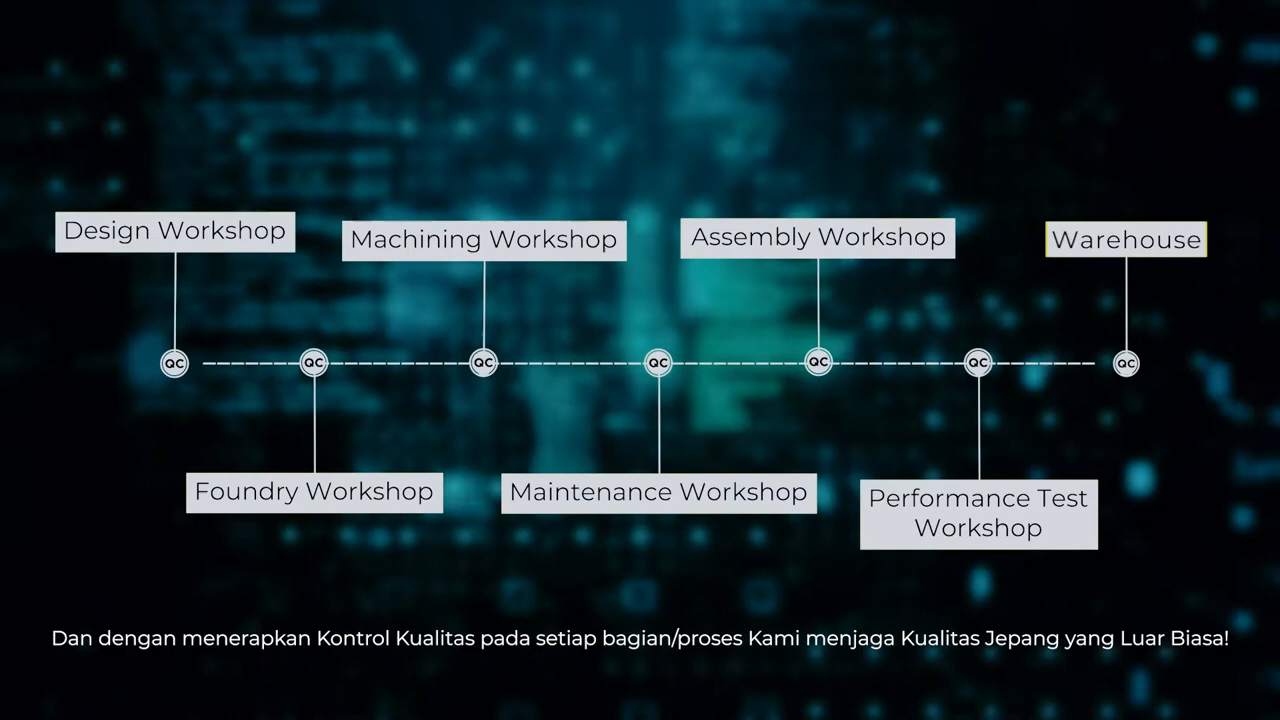 Design Workshop
Machining Workshop
Assembly Workshop
Warehouse
QC QC QC QC QC QC QC
Foundry Workshop
Maintenance Workshop
Performance Test
Workshop
Dan dengan menerapkan Kontrol Kualitas pada setiap bagian/proses Kami menjaga Kualitas Jepang yang Luar Biasa!